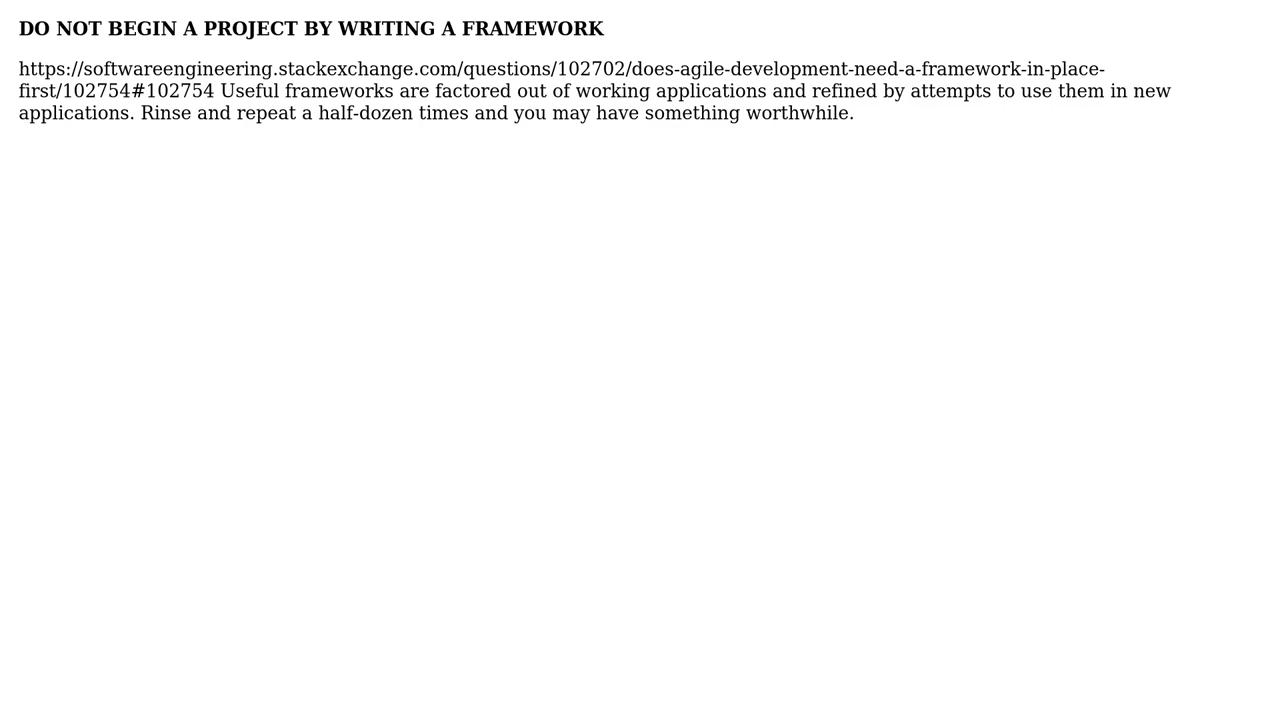 DO NOT BEGIN A PROJECT BY WRITING A FRAMEWORK
https://softwareengineering.stackexchange.com/questions/102702/does-agile-development-need-a-framework-in-place-
first/102754#102754 Useful frameworks are factored out of working applications and refined by attempts to use them in new
applications. Rinse and repeat a half-dozen times and you may have something worthwhile.